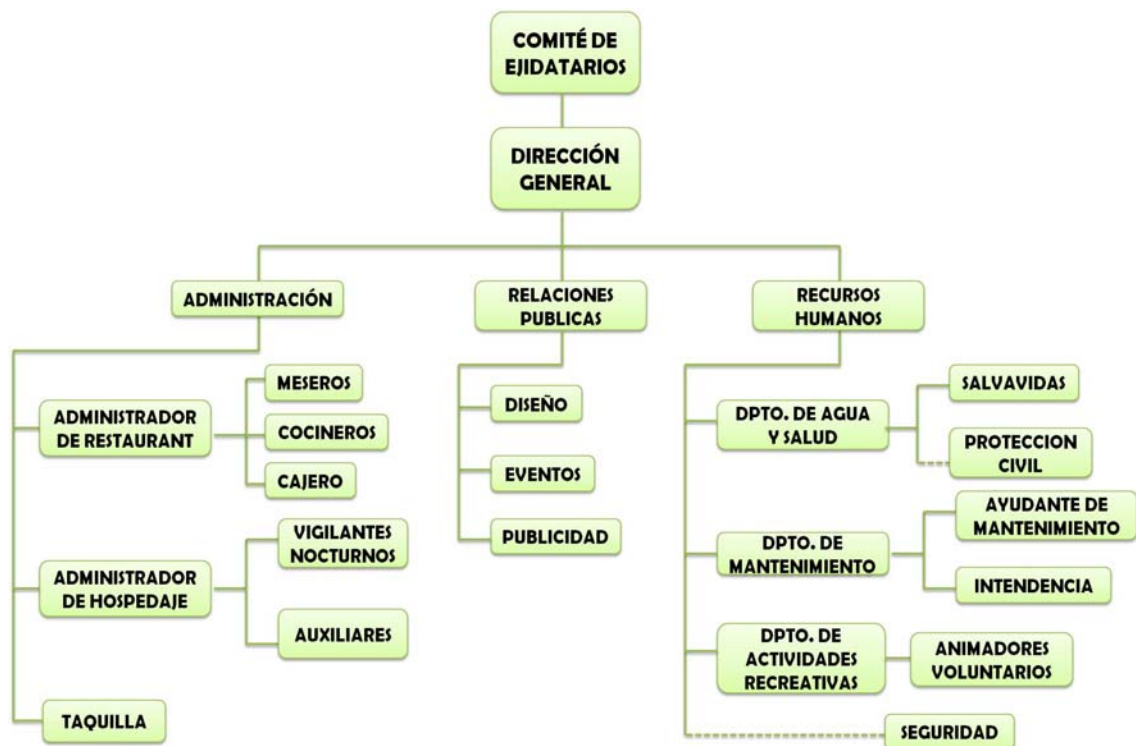 COMITÉ DE
EJIDATARIOS
DIRECCIÓN
GENERAL
ADMINISTRACIÓN
RELACIONES
PUBLICAS
RECURSOS
HUMANOS
ADMINISTRADOR
DE RESTAURANT
MESEROS
COCINEROS
CAJERO
ADMINISTRADOR
DE HOSPEDAJE
VIGILANTES
NOCTURNOS
AUXILIARES
TAQUILLA
DISEÑO
EVENTOS
PUBLICIDAD
DPTO. DE AGUA
Y SALUD
SALVAVIDAS
PROTECCION
CIVIL
DPTO. DE
MANTENIMIENTO
AYUDANTE DE
MANTENIMIENTO
INTENDENCIA
DPTO. DE
ACTIVIDADES
RECREATIVAS
ANIMADORES
VOLUNTARIOS
SEGURIDAD